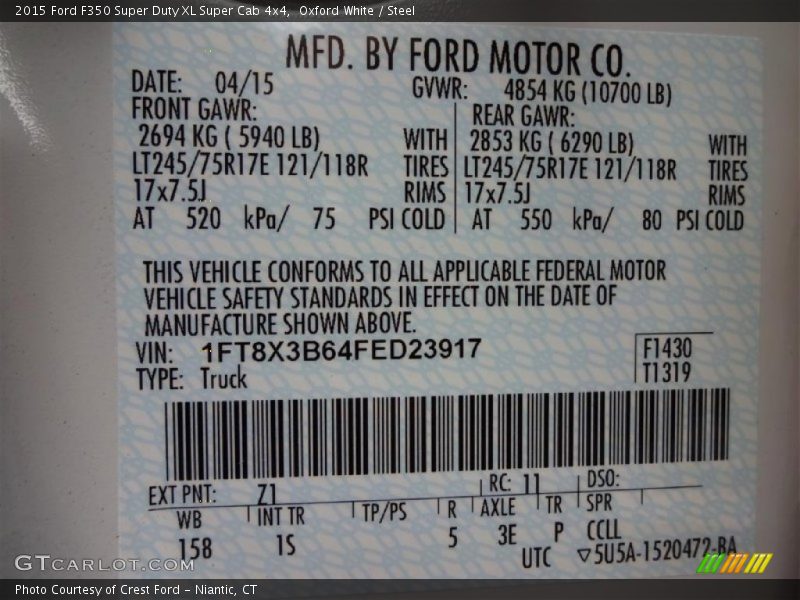 2015 Ford F350 Super Duty XL Super Cab 4x4,  Oxford White / Steel
MFD. BY FORD MOTOR CO.
DATE: 04/15 GVWR: 4854 KG (10700 LB)
FRONT GAWR: REAR GAWR:
2694 KG ( 5940 LB) WITH 2853 KG ( 6290 LB) WITH
LT245/75R17E 121/118R TIRES LT245/75R17E 121/118R TIRES
17x7.5J RIMS 17x7.5J RIMS
AT 520 kPa/ 75 PSI COLD AT 550 kPa/ 80 PSI COLD
THIS VEHICLE CONFORMS TO ALL APPLICABLE FEDERAL MOTOR
VEHICLE SAFETY STANDARDS IN EFFECT ON THE DATE OF
MANUFACTURE SHOWN ABOVE.
VIN: 1FT8X3B64FED23917 F1430
TYPE: Truck T1319
EXT PNT: Z1 RC: 11 DSO:
WB INT TR TP/PS R AXLE TR SPR
158 1S 5 3E P CCLL
UTC ▽5U5A-1520472-BA
GTCARLOT.COM
Photo Courtesy of Crest Ford – Niantic, CT